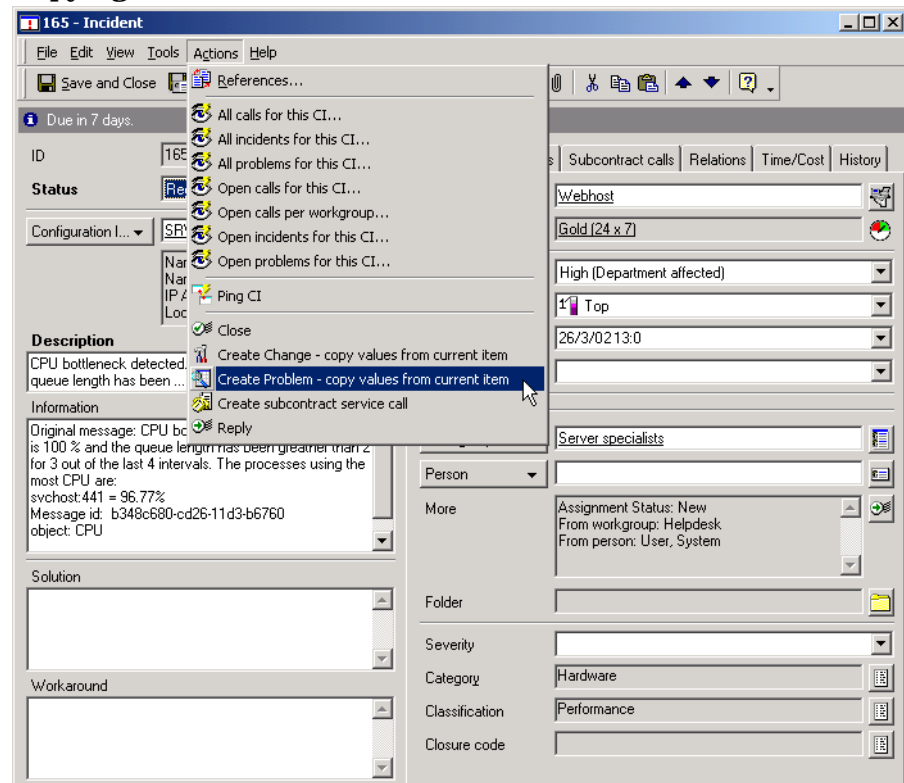 165 - Incident
File Edit View Tools Actions Help
Save and Close
References...
All calls for this CI...
All incidents for this CI...
All problems for this CI...
Open calls for this CI...
Open calls per workgroup...
Open incidents for this CI...
Open problems for this CI...
Ping CI
Close
Create Change - copy values from current item
Create Problem - copy values from current item
Create subcontract service call
Reply
Due in 7 days.
ID 165
Status
Configuration I...
Description
CPU bottleneck detected.
queue length has been ...
Information
Original message: CPU
is 100 % and the queue length has been greather than 2
for 3 out of the last 4 intervals. The processes using the
most CPU are:
svchost:441 = 96.77%
Message id: b348c680-cd26-11d3-b6760
object: CPU
Solution
Workaround
Subcontract calls Relations Time/Cost History
Webhost
Gold (24 x 7)
High (Department affected)
1 Top
26/3/02 13:0
Server specialists
Person
More
Assignment Status: New
From workgroup: Helpdesk
From person: User, System
Folder
Severity
Category Hardware
Classification Performance
Closure code